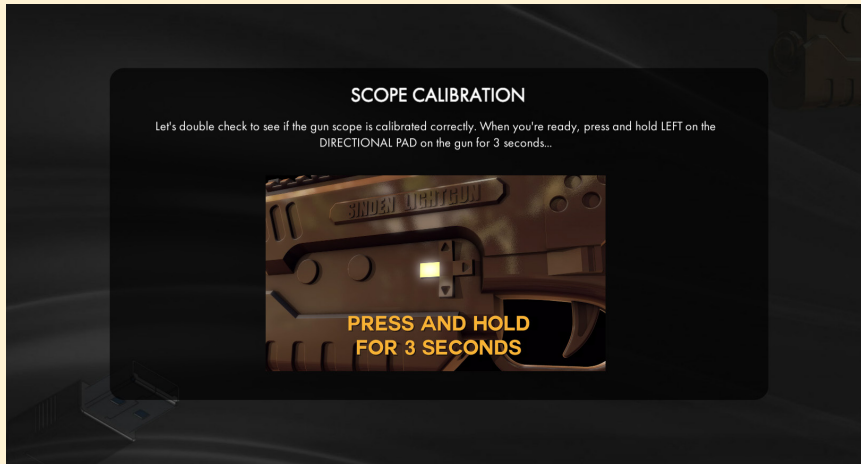 SCOPE CALIBRATION
Let's double check to see if the gun scope is calibrated correctly. When you're ready, press and hold LEFT on the
DIRECTIONAL PAD on the gun for 3 seconds...
SINDEN LIGHTGUN
PRESS AND HOLD
FOR 3 SECONDS